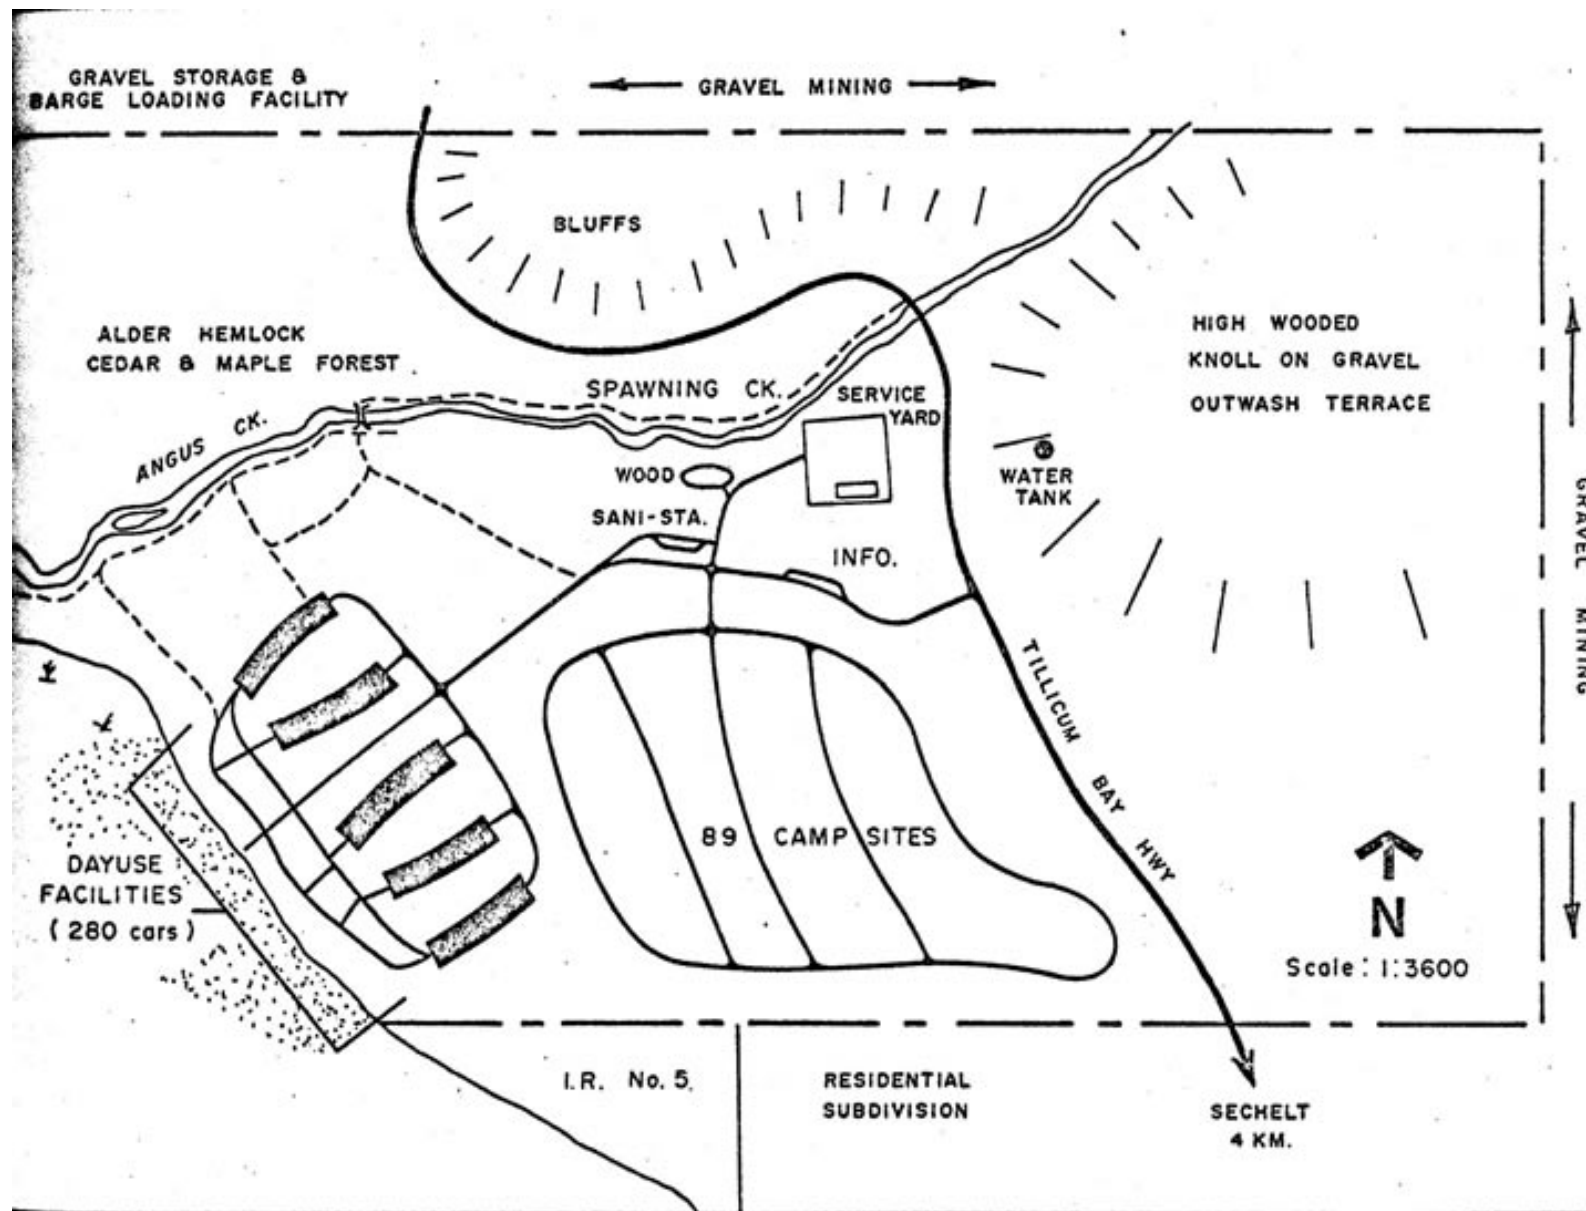 GRAVEL STORAGE &
BARGE LOADING FACILITY
GRAVEL MINING
BLUFFS
ALDER HEMLOCK
CEDAR & MAPLE FOREST
HIGH WOODED
KNOLL ON GRAVEL
OUTWASH TERRACE
SPAWNING CK.
SERVICE
YARD
ANGUS CK.
WOOD
WATER
TANK
SANI-STA.
INFO.
GRAVEL MINING
TILLICUM BAY HWY
89 CAMP SITES
DAYUSE
FACILITIES
(280 cars)
N
Scale: 1:3600
I.R. No. 5.
RESIDENTIAL
SUBDIVISION
SECHELT
4 KM.